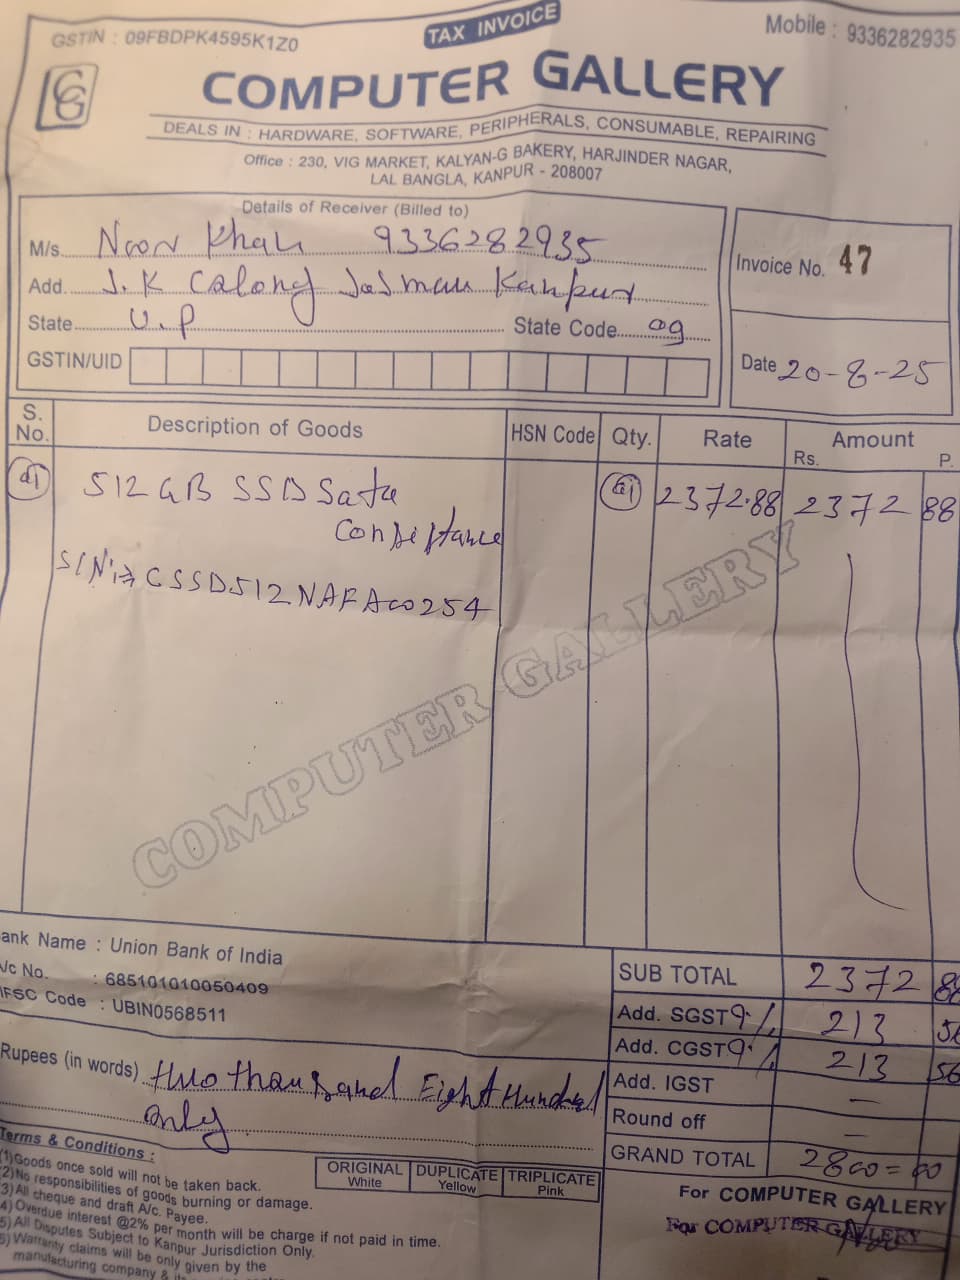 GSTIN : 09FBDPK4595K1Z0
TAX INVOICE
Mobile : 9336282935
CG
COMPUTER GALLERY
DEALS IN : HARDWARE, SOFTWARE, PERIPHERALS, CONSUMABLE, REPAIRING
Office : 230, VIG MARKET, KALYAN-G BAKERY, HARJINDER NAGAR,
LAL BANGLA, KANPUR - 208007
Details of Receiver (Billed to)
M/s. Noor Khan 9336282935
Add. J.K Calony Jasmau Kanpur
State U.P State Code 09
GSTIN/UID
Invoice No. 47
Date 20-8-25
S. No. Description of Goods HSN Code Qty. Rate Amount Rs. P.
01 512 GB SSD Sata 01 2372.88 2372 88
Consistance
S/N:→ CSSD512NAFA00254
COMPUTER GALLERY
Bank Name : Union Bank of India
A/c No. : 685101010050409
IFSC Code : UBIN0568511
SUB TOTAL 2372 88
Add. SGST 9% 213 56
Add. CGST 9% 213 56
Add. IGST —
Round off —
GRAND TOTAL 2800=00
Rupees (in words) two thousand Eight Hundred
only
Terms & Conditions :
(1) Goods once sold will not be taken back.
(2) No responsibilities of goods burning or damage.
(3) All cheque and draft A/c. Payee.
(4) Overdue interest @2% per month will be charge if not paid in time.
(5) All Disputes Subject to Kanpur Jurisdiction Only.
(6) Warranty claims will be only given by the
manufacturing company &
ORIGINAL White DUPLICATE Yellow TRIPLICATE Pink
For COMPUTER GALLERY
For COMPUTER GALLERY